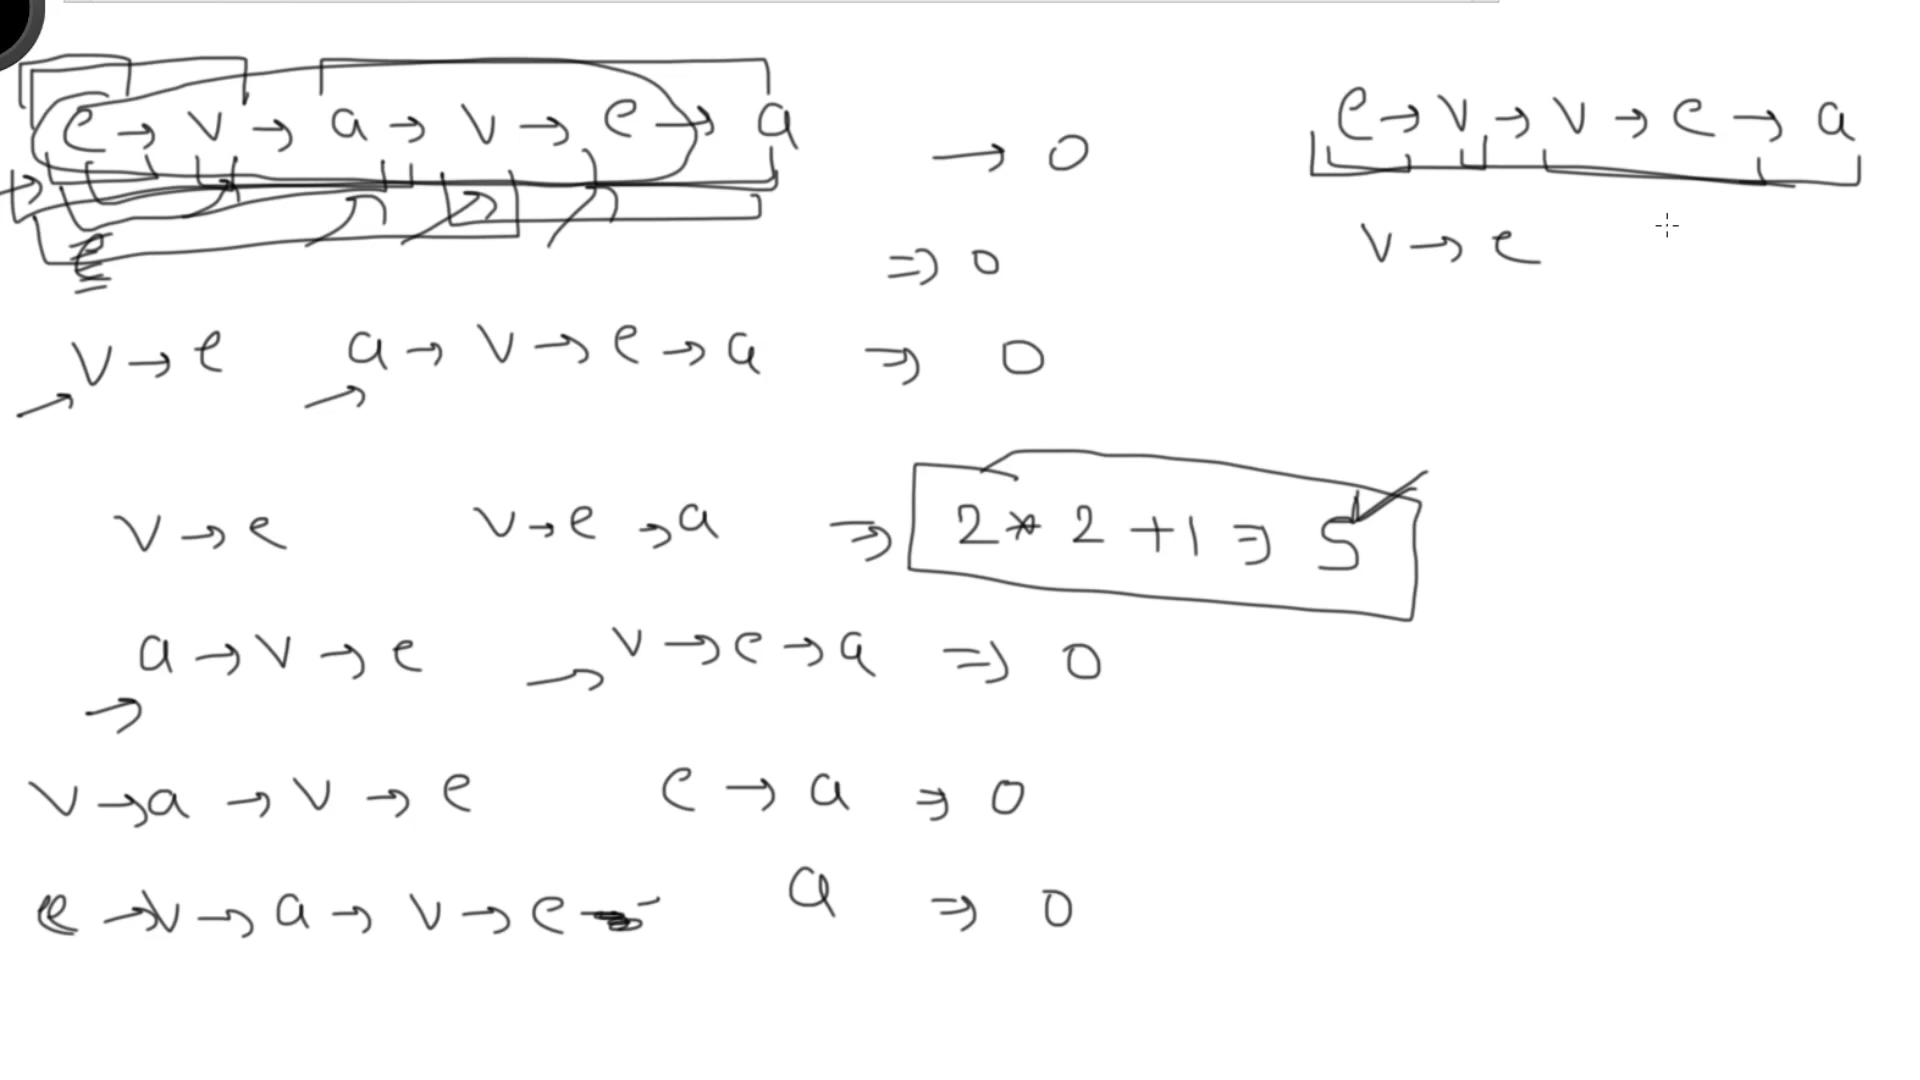 e → v → a → v → e → a → 0
e → v → v → e → a
e ⇒ 0
v → e
v → e a → v → e → a ⇒ 0
v → e v → e → a ⇒ 2 * 2 + 1 ⇒ 5
a → v → e v → e → a ⇒ 0
v → a → v → e e → a ⇒ 0
e → v → a → v → e a ⇒ 0